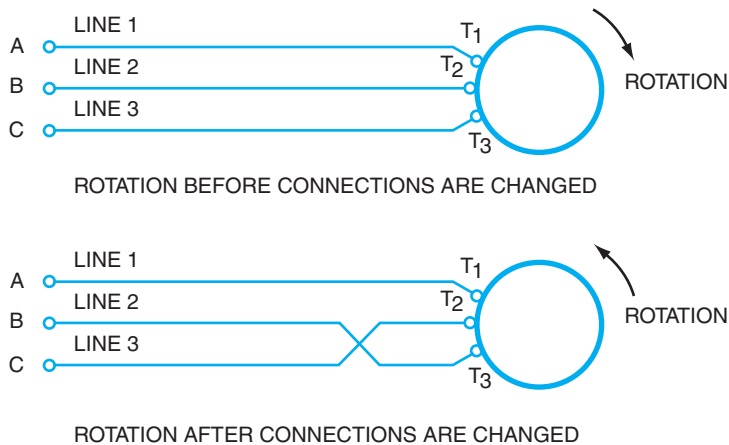 LINE 1
A
T1
LINE 2
T2
B
ROTATION
LINE 3
C
T3
ROTATION BEFORE CONNECTIONS ARE CHANGED
LINE 1
A
T1
LINE 2
T2
B
ROTATION
LINE 3
C
T3
ROTATION AFTER CONNECTIONS ARE CHANGED